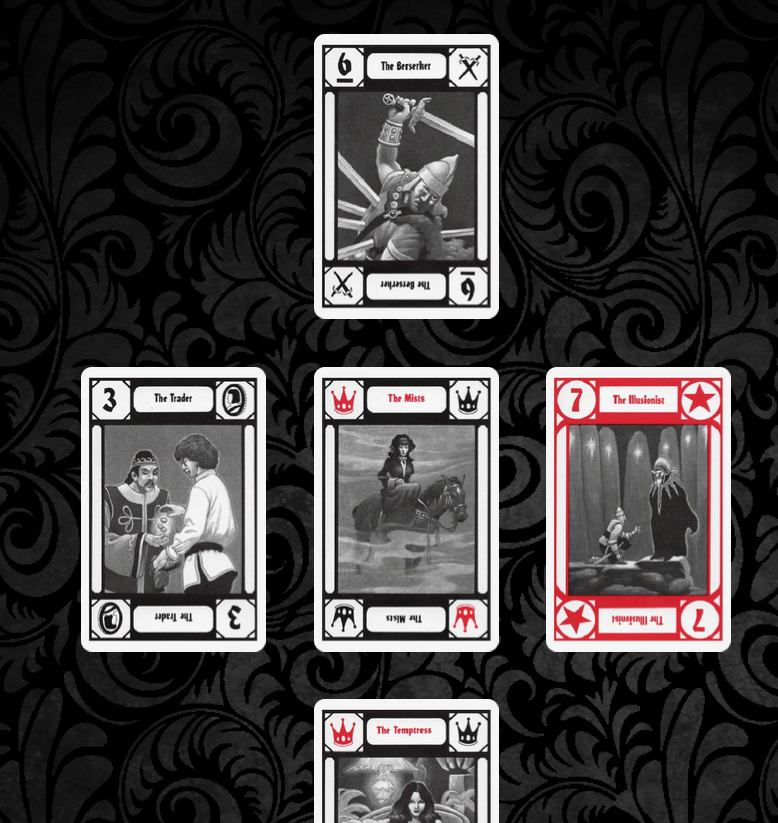 6 The Berserker
The Berserker 6
3 The Trader
The Trader 3
The Mists
The Mists
7 The Illusionist
The Illusionist 7
The Temptress